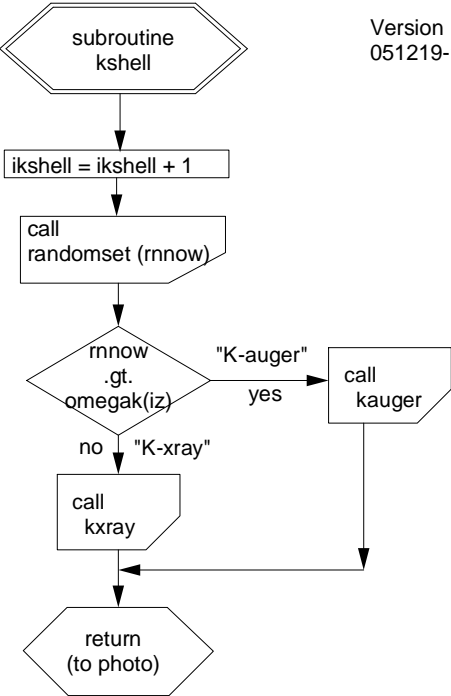 subroutine
kshell
Version
051219-
ikshell = ikshell + 1
call
randomset (rnnow)
rnnow
.gt.
omegak(iz)
"K-auger"
yes
call
kauger
no "K-xray"
call
kxray
return
(to photo)